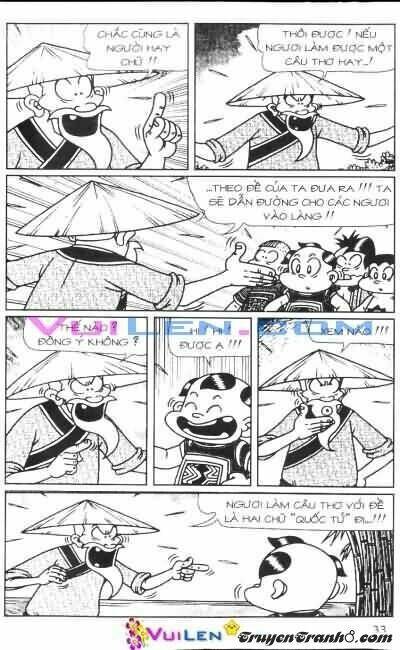 CHẮC CŨNG LÀ
NGƯỜI HAY
CHỮ !!
THÔI ĐƯỢC ! NẾU
NGƯƠI LÀM ĐƯỢC MỘT
CÂU THƠ HAY...!
...THEO ĐỀ CỦA TA ĐƯA RA !!! TA
SẼ DẪN ĐƯỜNG CHO CÁC NGƯƠI
VÀO LÀNG !!
VUILEN.COM
THẾ NÀO ?
ĐỒNG Ý KHÔNG ?
HI ! HI !
ĐƯỢC Ạ !!!
XEM NÀO !!!
NGƯƠI LÀM CÂU THƠ VỚI ĐỀ
LÀ HAI CHỮ "QUỐC TỬ" ĐI...!!!
33
VUILEN
TruyenTranh8.com